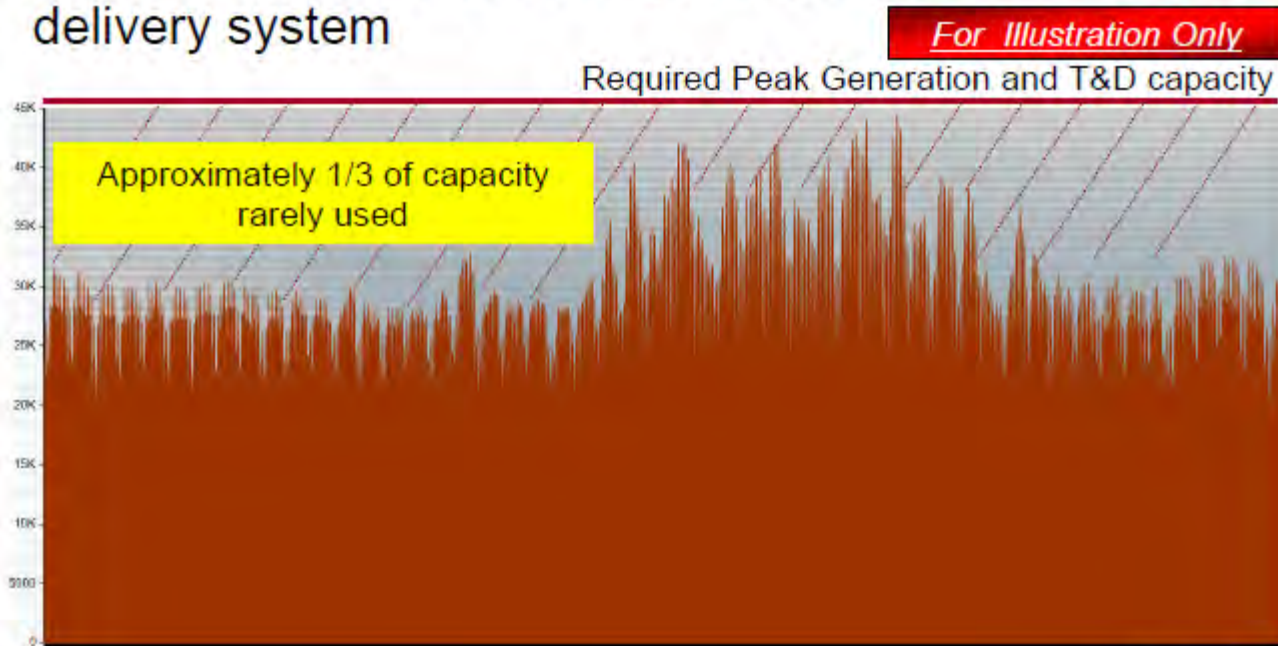 delivery system
For Illustration Only
Required Peak Generation and T&D capacity
45K
Approximately 1/3 of capacity
rarely used
40K
35K
30K
25K
20K
15K
10K
5000
0